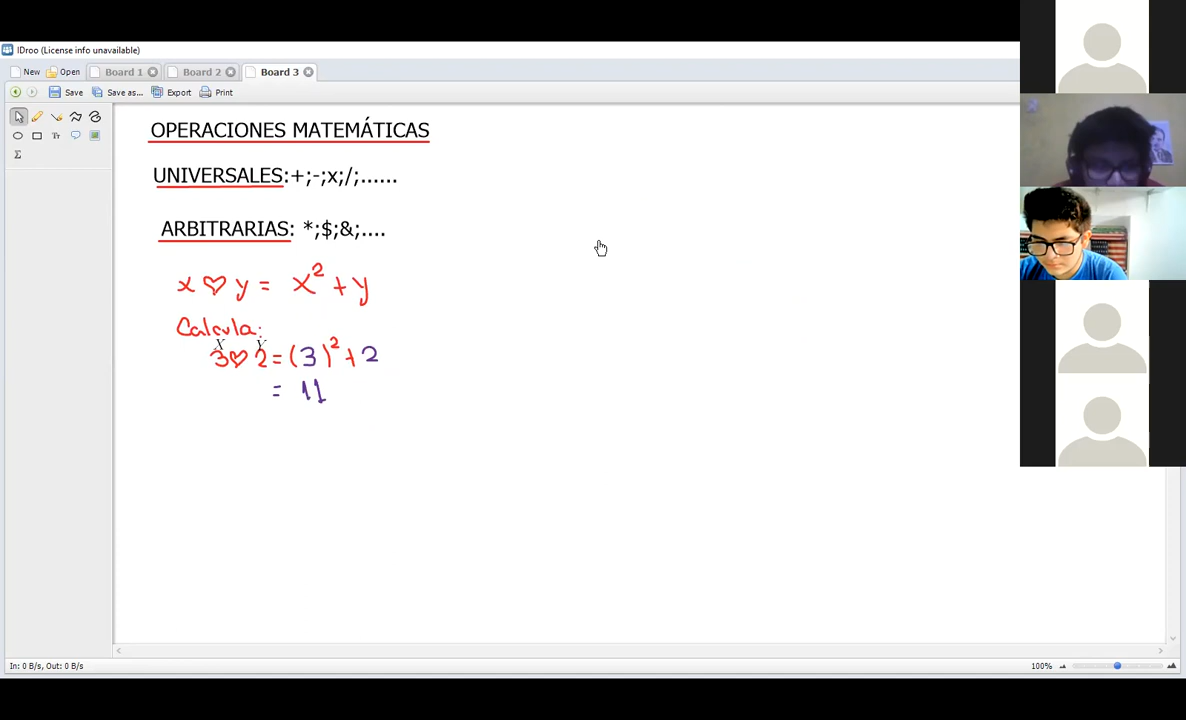 IDroo (License info unavailable)
New Open Board 1 Board 2 Board 3
Save Save as... Export Print
Tr
Σ
OPERACIONES MATEMÁTICAS
UNIVERSALES:+;-;x;/;......
ARBITRARIAS: *;$;&;....
x ♡ y = x² + y
Calcula:
X Y
3♡2 = (3)² + 2
= 11
In: 0 B/s, Out: 0 B/s 100%